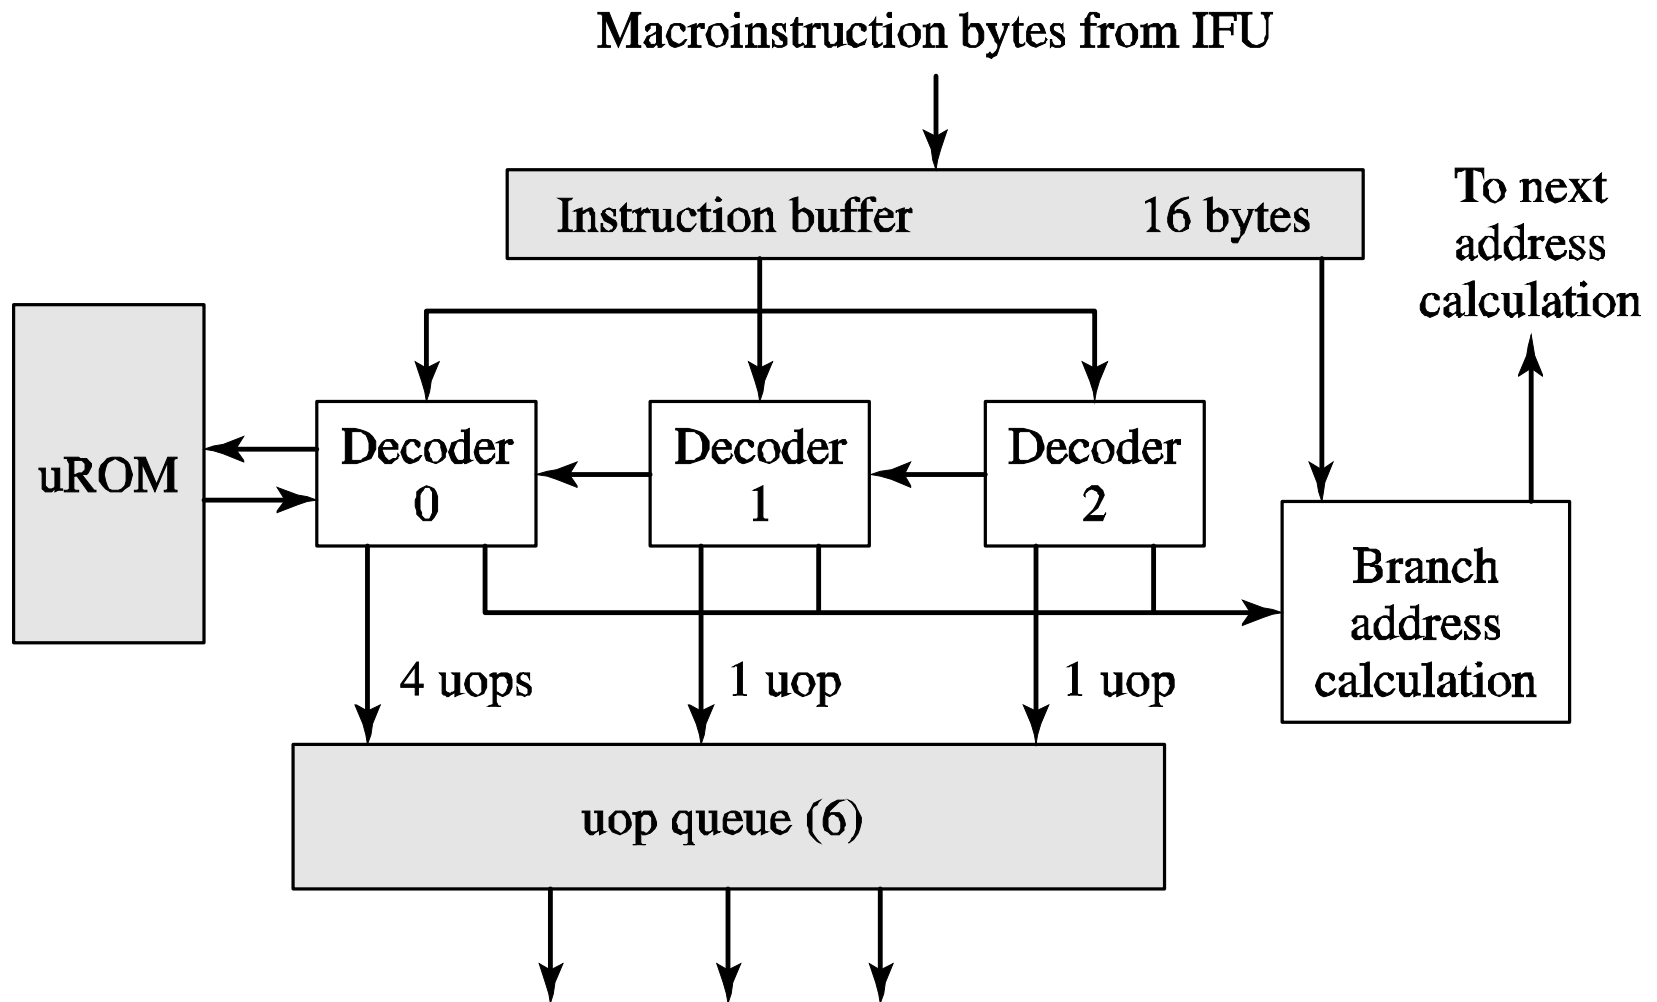 Macroinstruction bytes from IFU
Instruction buffer 16 bytes
To next
address
calculation
uROM
Decoder
0
Decoder
1
Decoder
2
Branch
address
calculation
4 uops
1 uop
1 uop
uop queue (6)